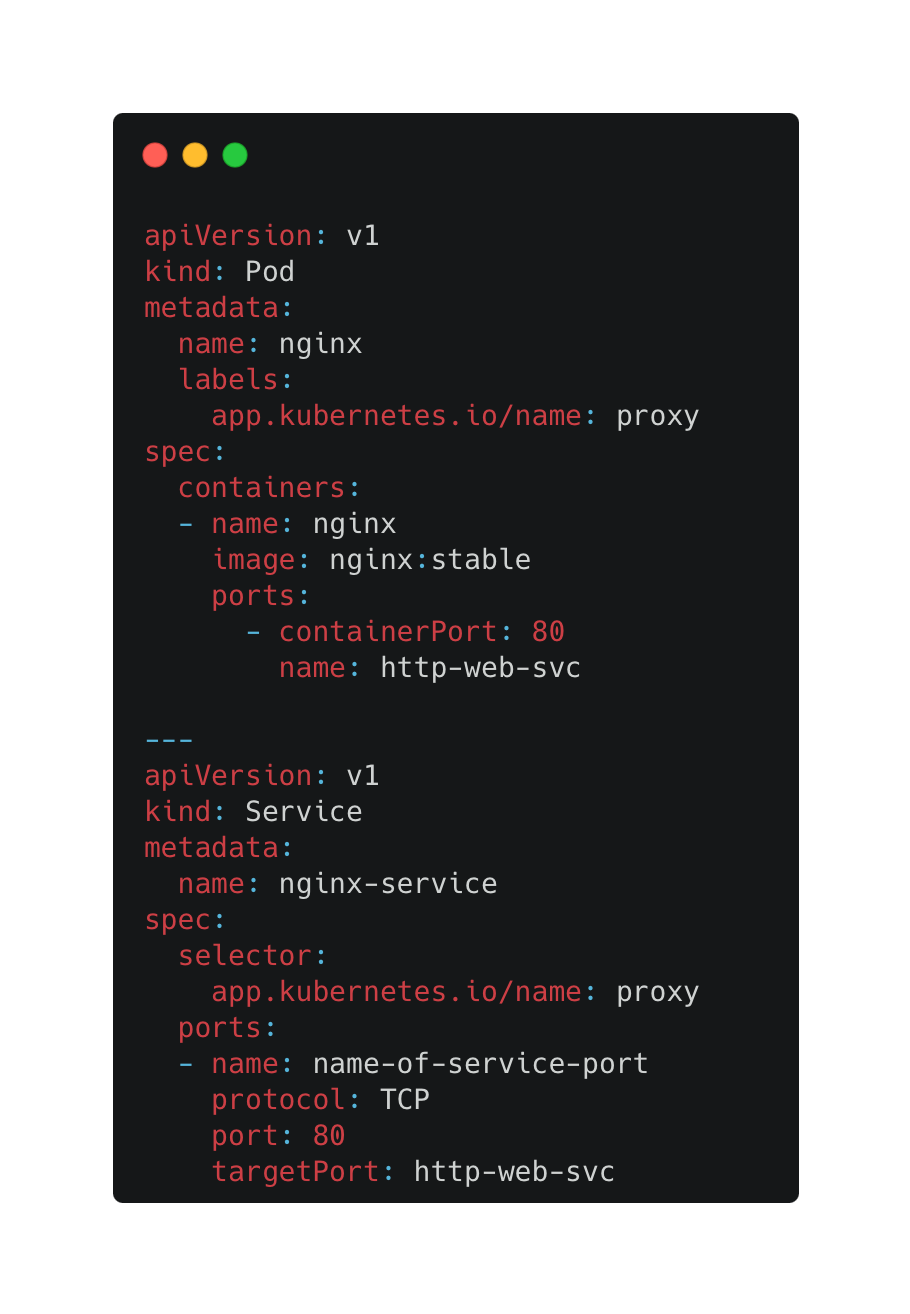 apiVersion: v1
kind: Pod
metadata:
  name: nginx
  labels:
    app.kubernetes.io/name: proxy
spec:
  containers:
  - name: nginx
    image: nginx:stable
    ports:
      - containerPort: 80
        name: http-web-svc

---
apiVersion: v1
kind: Service
metadata:
  name: nginx-service
spec:
  selector:
    app.kubernetes.io/name: proxy
  ports:
  - name: name-of-service-port
    protocol: TCP
    port: 80
    targetPort: http-web-svc